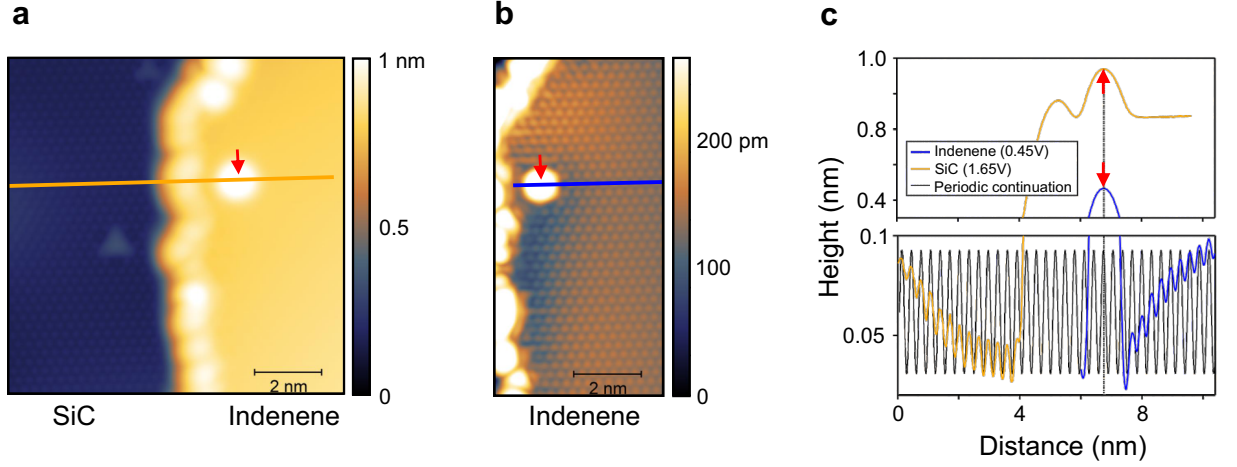 a
1 nm
0.5
0
2 nm
SiC
Indenene
b
200 pm
100
0
2 nm
Indenene
c
1.0
0.8
0.4
0.1
0.05
Height (nm)
Indenene (0.45V)
SiC (1.65V)
Periodic continuation
0
4
8
Distance (nm)